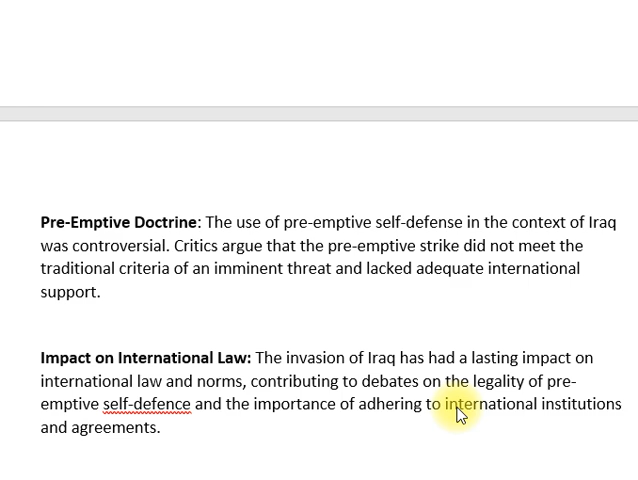 Pre-Emptive Doctrine: The use of pre-emptive self-defense in the context of Iraq
was controversial. Critics argue that the pre-emptive strike did not meet the
traditional criteria of an imminent threat and lacked adequate international
support.
Impact on International Law: The invasion of Iraq has had a lasting impact on
international law and norms, contributing to debates on the legality of pre-
emptive self-defence and the importance of adhering to international institutions
and agreements.